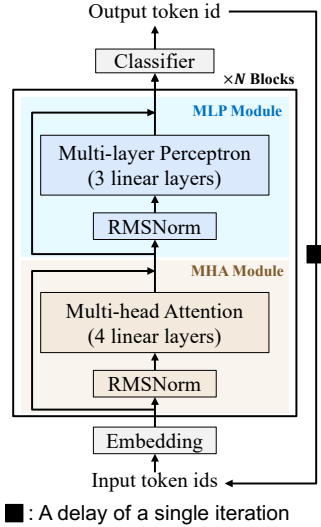 Output token id
Classifier
×N Blocks
MLP Module
Multi-layer Perceptron
(3 linear layers)
RMSNorm
MHA Module
Multi-head Attention
(4 linear layers)
RMSNorm
Embedding
Input token ids
: A delay of a single iteration